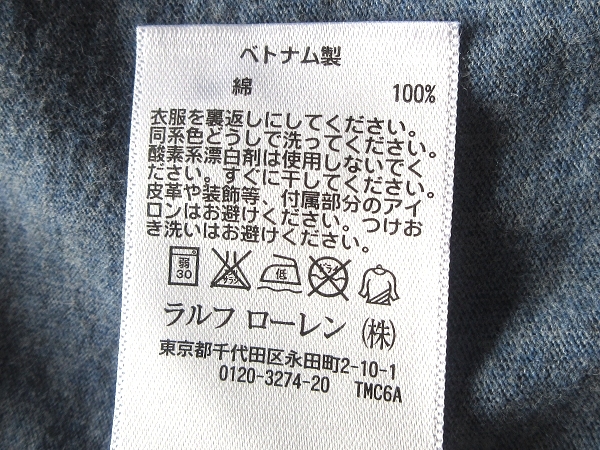 ベトナム製
綿 100%
衣服を裏返しにしてください。
同系色どうしで洗ってください。
酸素系漂白剤は使用しないでく
ださい。すぐに干してください。
皮革や装飾等、付属部分のアイ
ロンはお避けください。つけお
き洗いはお避けください。
弱 30 低 ドライ
ラルフ ローレン (株)
東京都千代田区永田町2-10-1
0120-3274-20 TMC6A